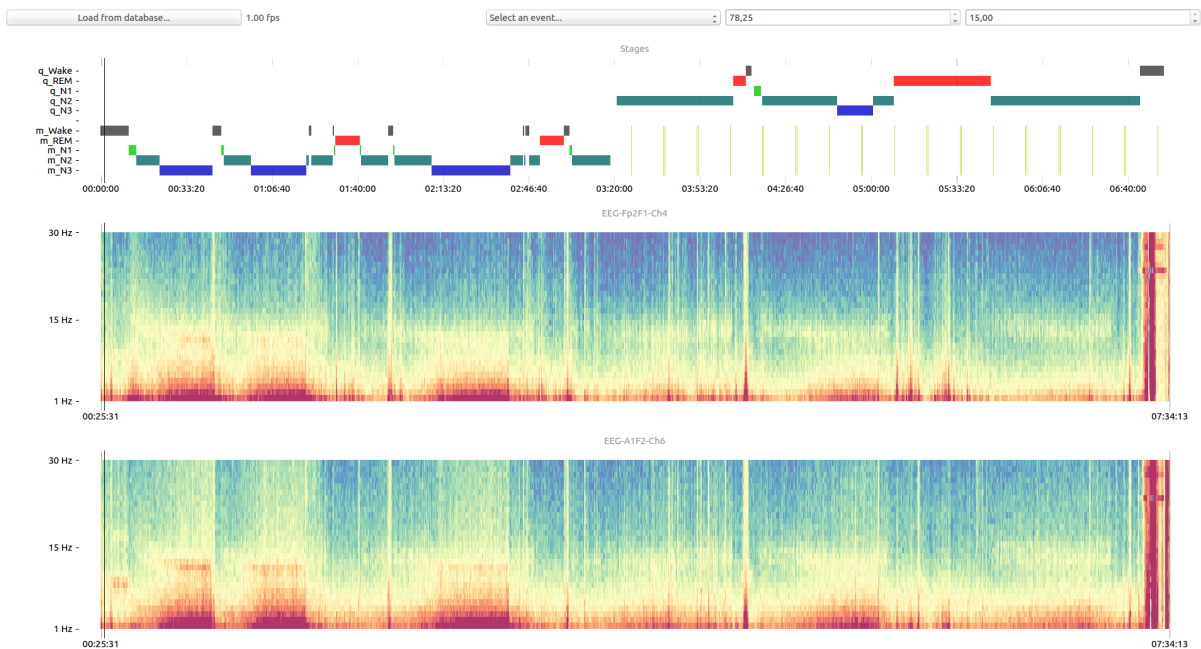 Load from database... 1.00 fps Select an event... 78,25 15,00
Stages
q_Wake -
q_REM -
q_N1 -
q_N2 -
q_N3 -
-
m_Wake -
m_REM -
m_N1 -
m_N2 -
m_N3 -
00:00:00 00:33:20 01:06:40 01:40:00 02:13:20 02:46:40 03:20:00 03:53:20 04:26:40 05:00:00 05:33:20 06:06:40 06:40:00
EEG-Fp2F1-Ch4
30 Hz -
15 Hz -
1 Hz -
00:25:31 07:34:13
EEG-A1F2-Ch6
30 Hz -
15 Hz -
1 Hz -
00:25:31 07:34:13